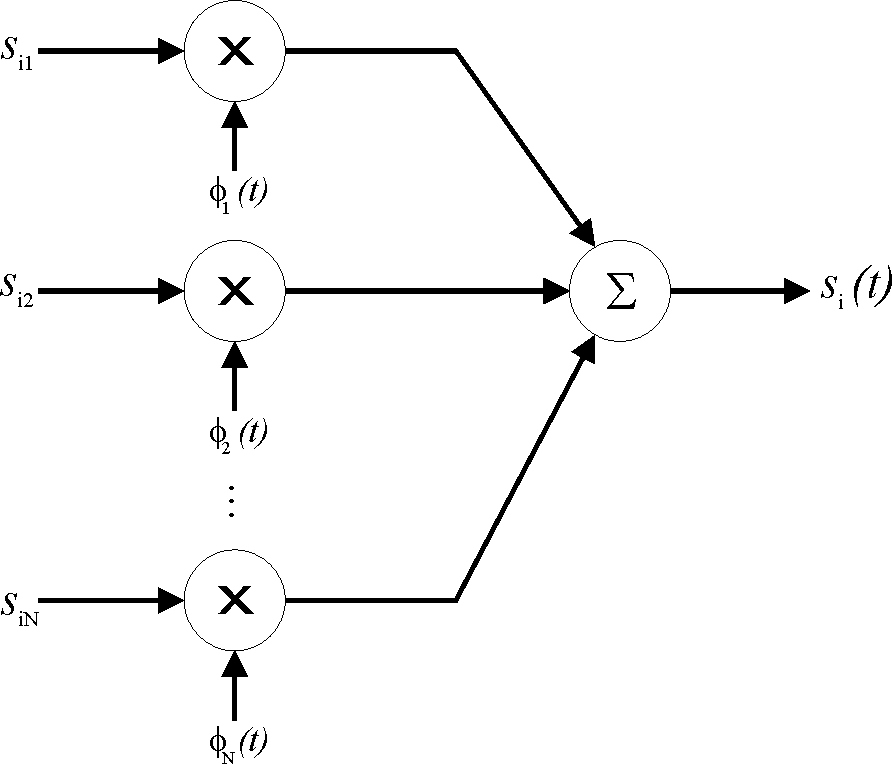 S_i1 ×
ϕ_1(t)
S_i2 × Σ s_i(t)
ϕ_2(t)
⋮
S_iN ×
ϕ_N(t)